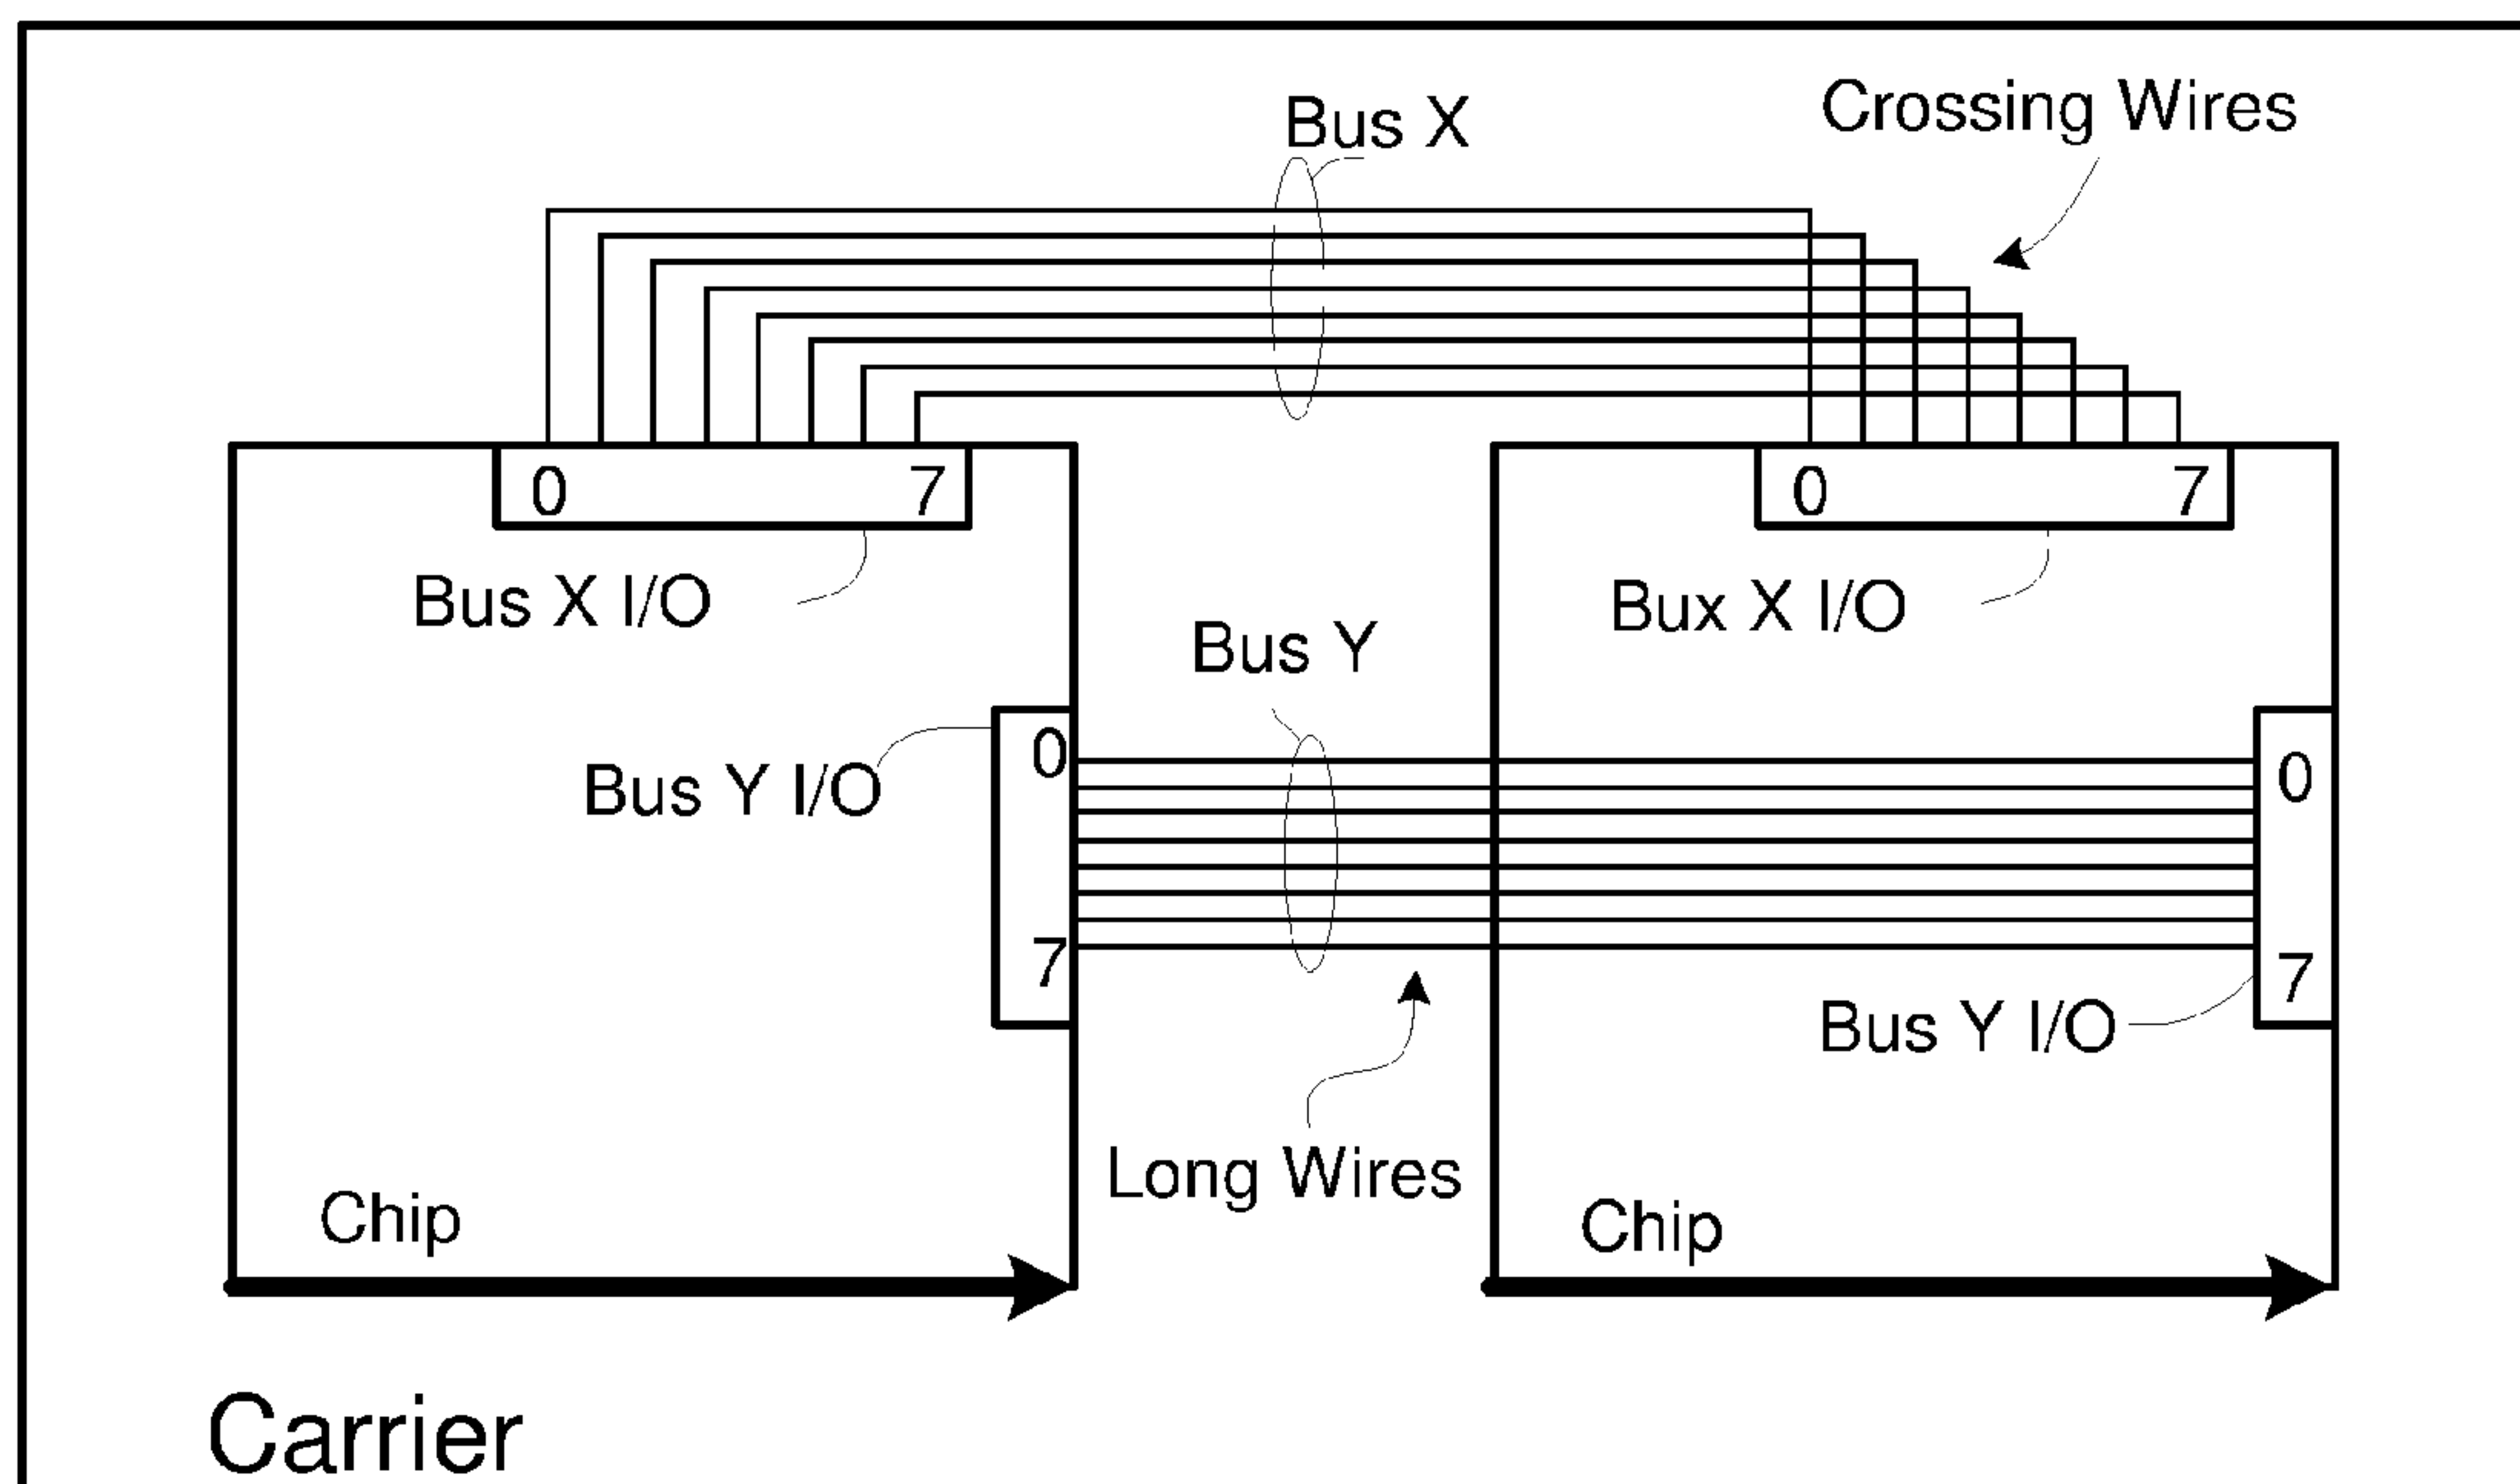 Bus X
Crossing Wires
0 7
0 7
Bus X I/O
Bux X I/O
Bus Y
0
Bus Y I/O
0
7
7
Bus Y I/O
Long Wires
Chip
Chip
Carrier